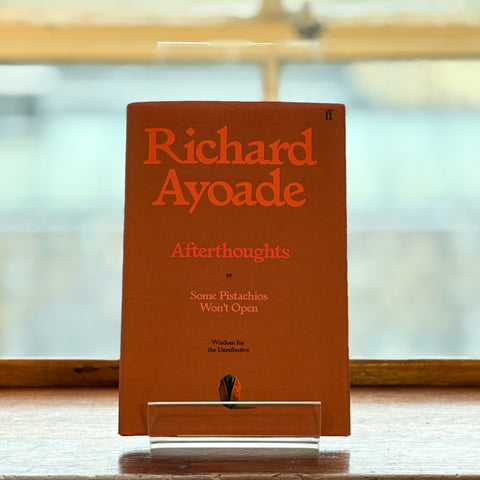 ff
Richard
Ayoade
Afterthoughts
or
Some Pistachios
Won't Open
Wisdom for
the Unreflective